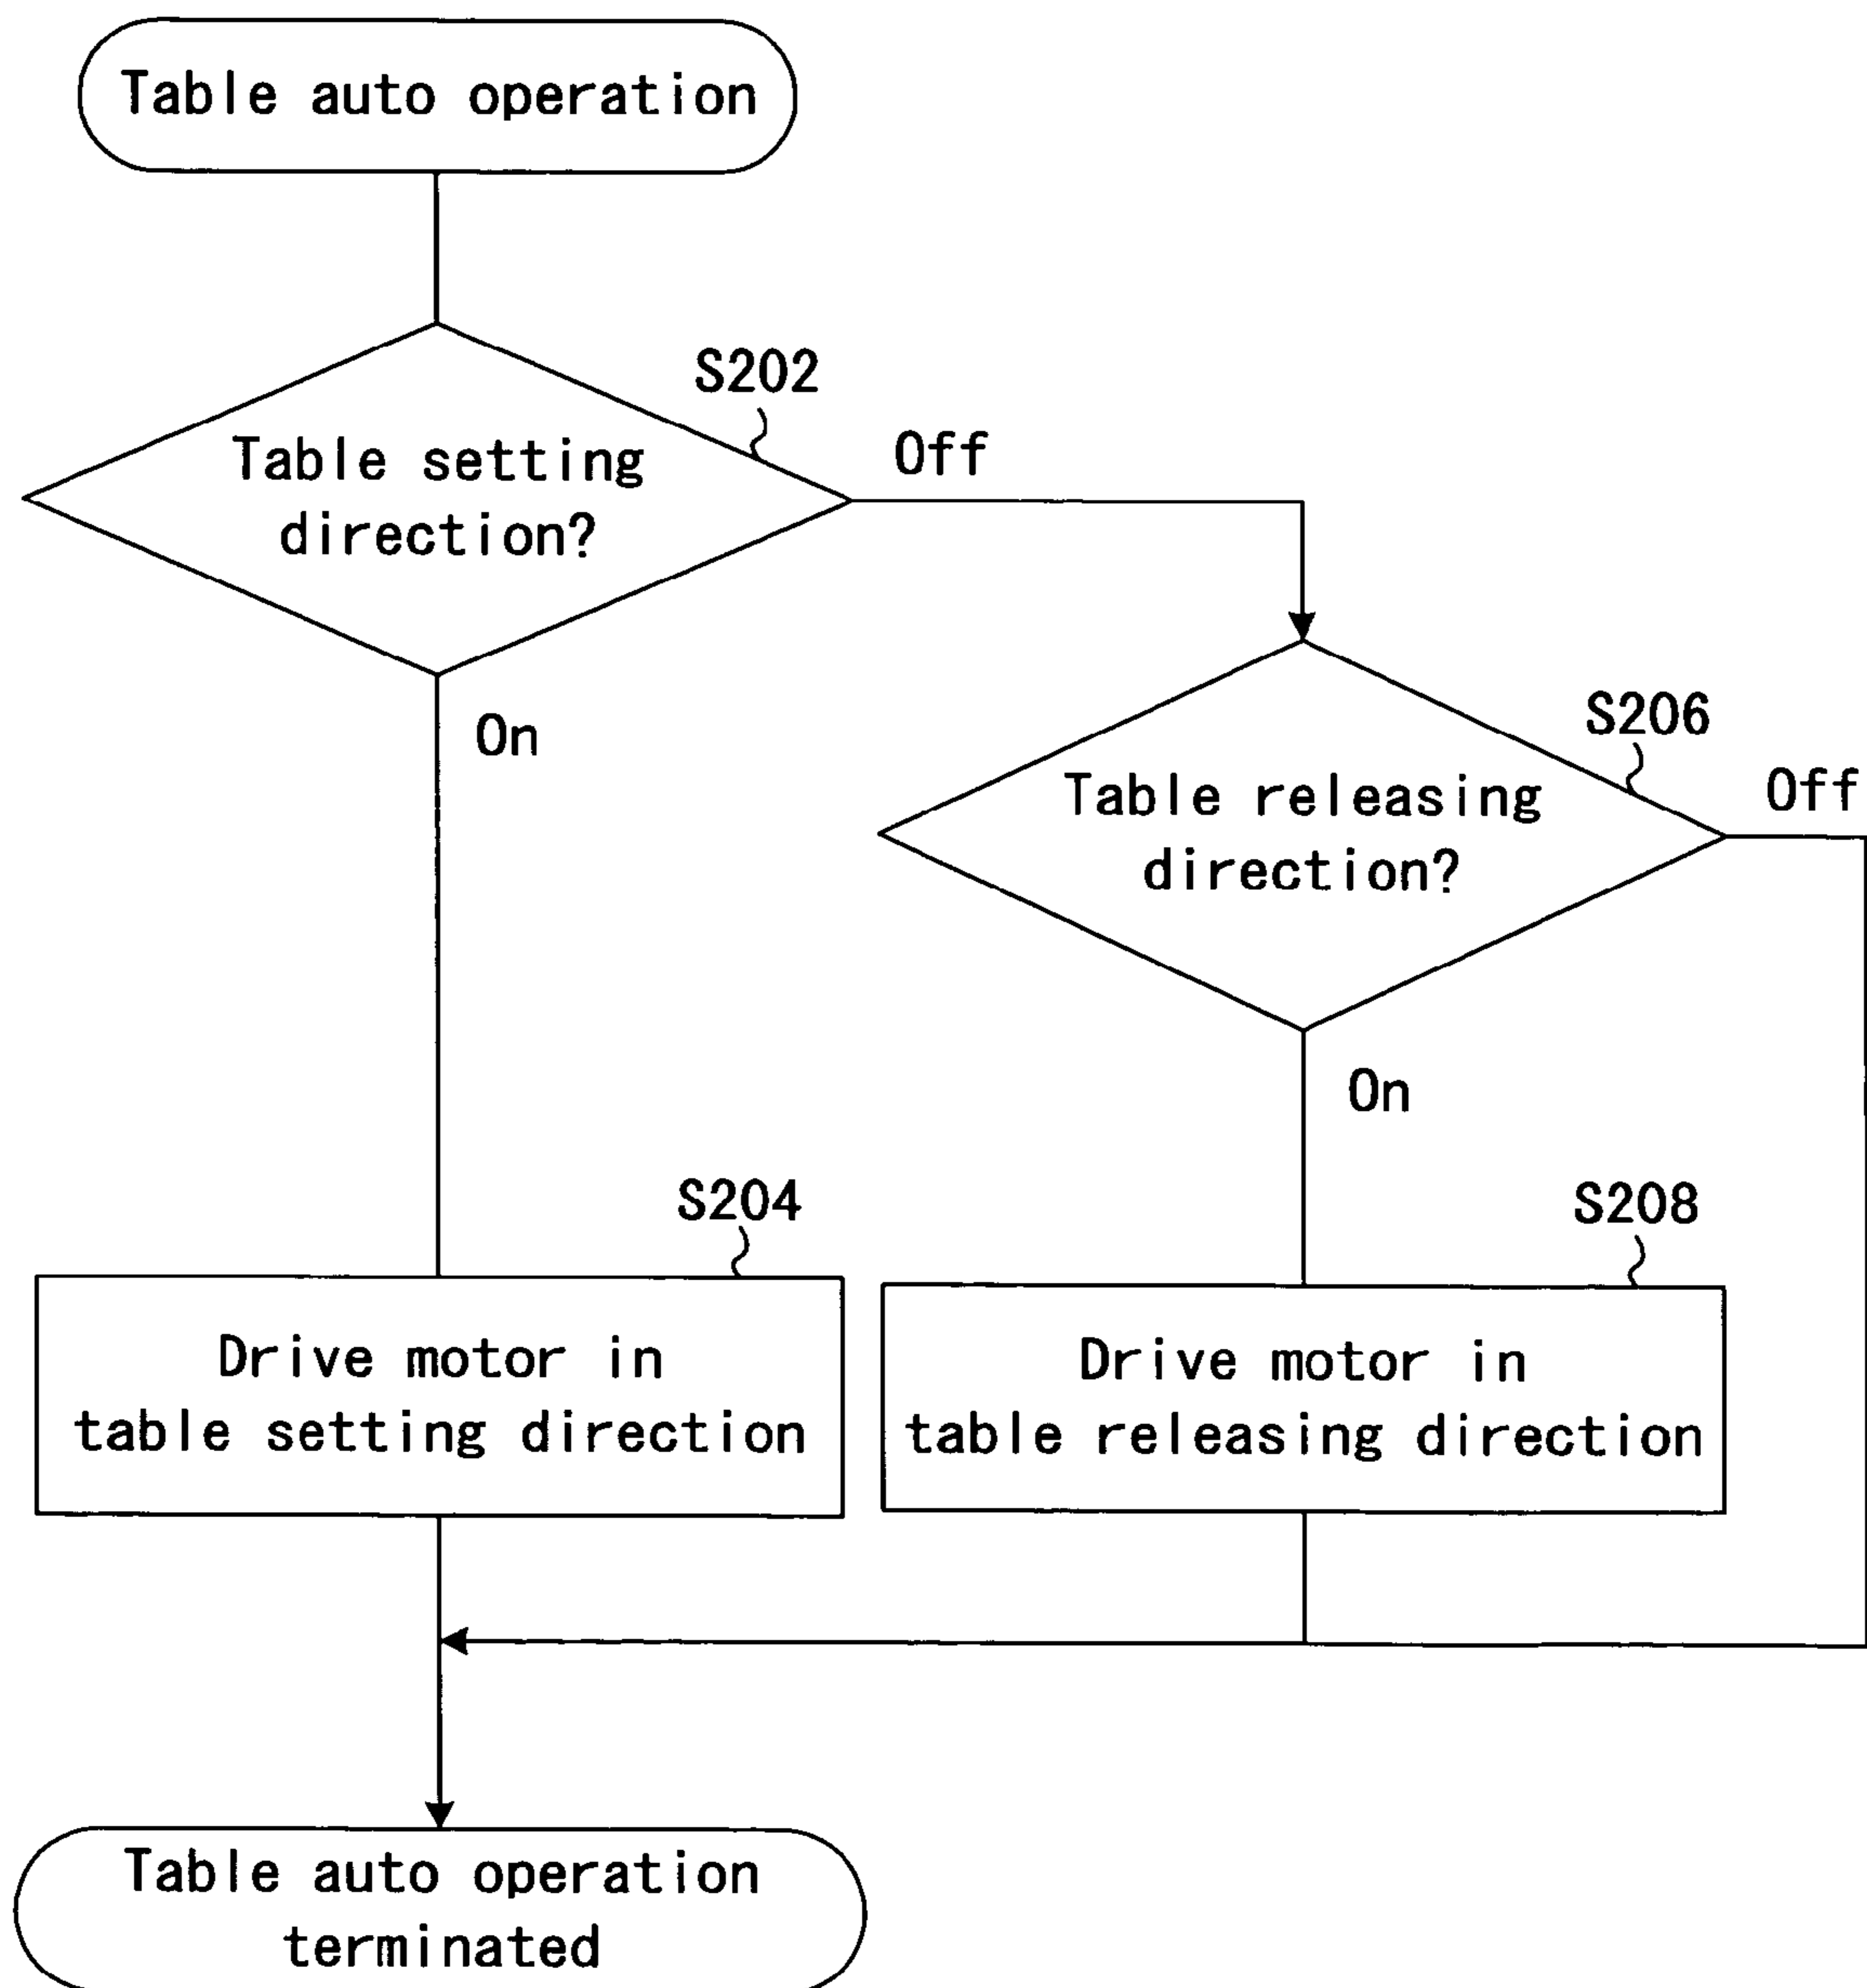 Table auto operation
S202
Table setting
direction?
Off
On
S206
Table releasing
direction?
Off
On
S204
Drive motor in
table setting direction
S208
Drive motor in
table releasing direction
Table auto operation
terminated